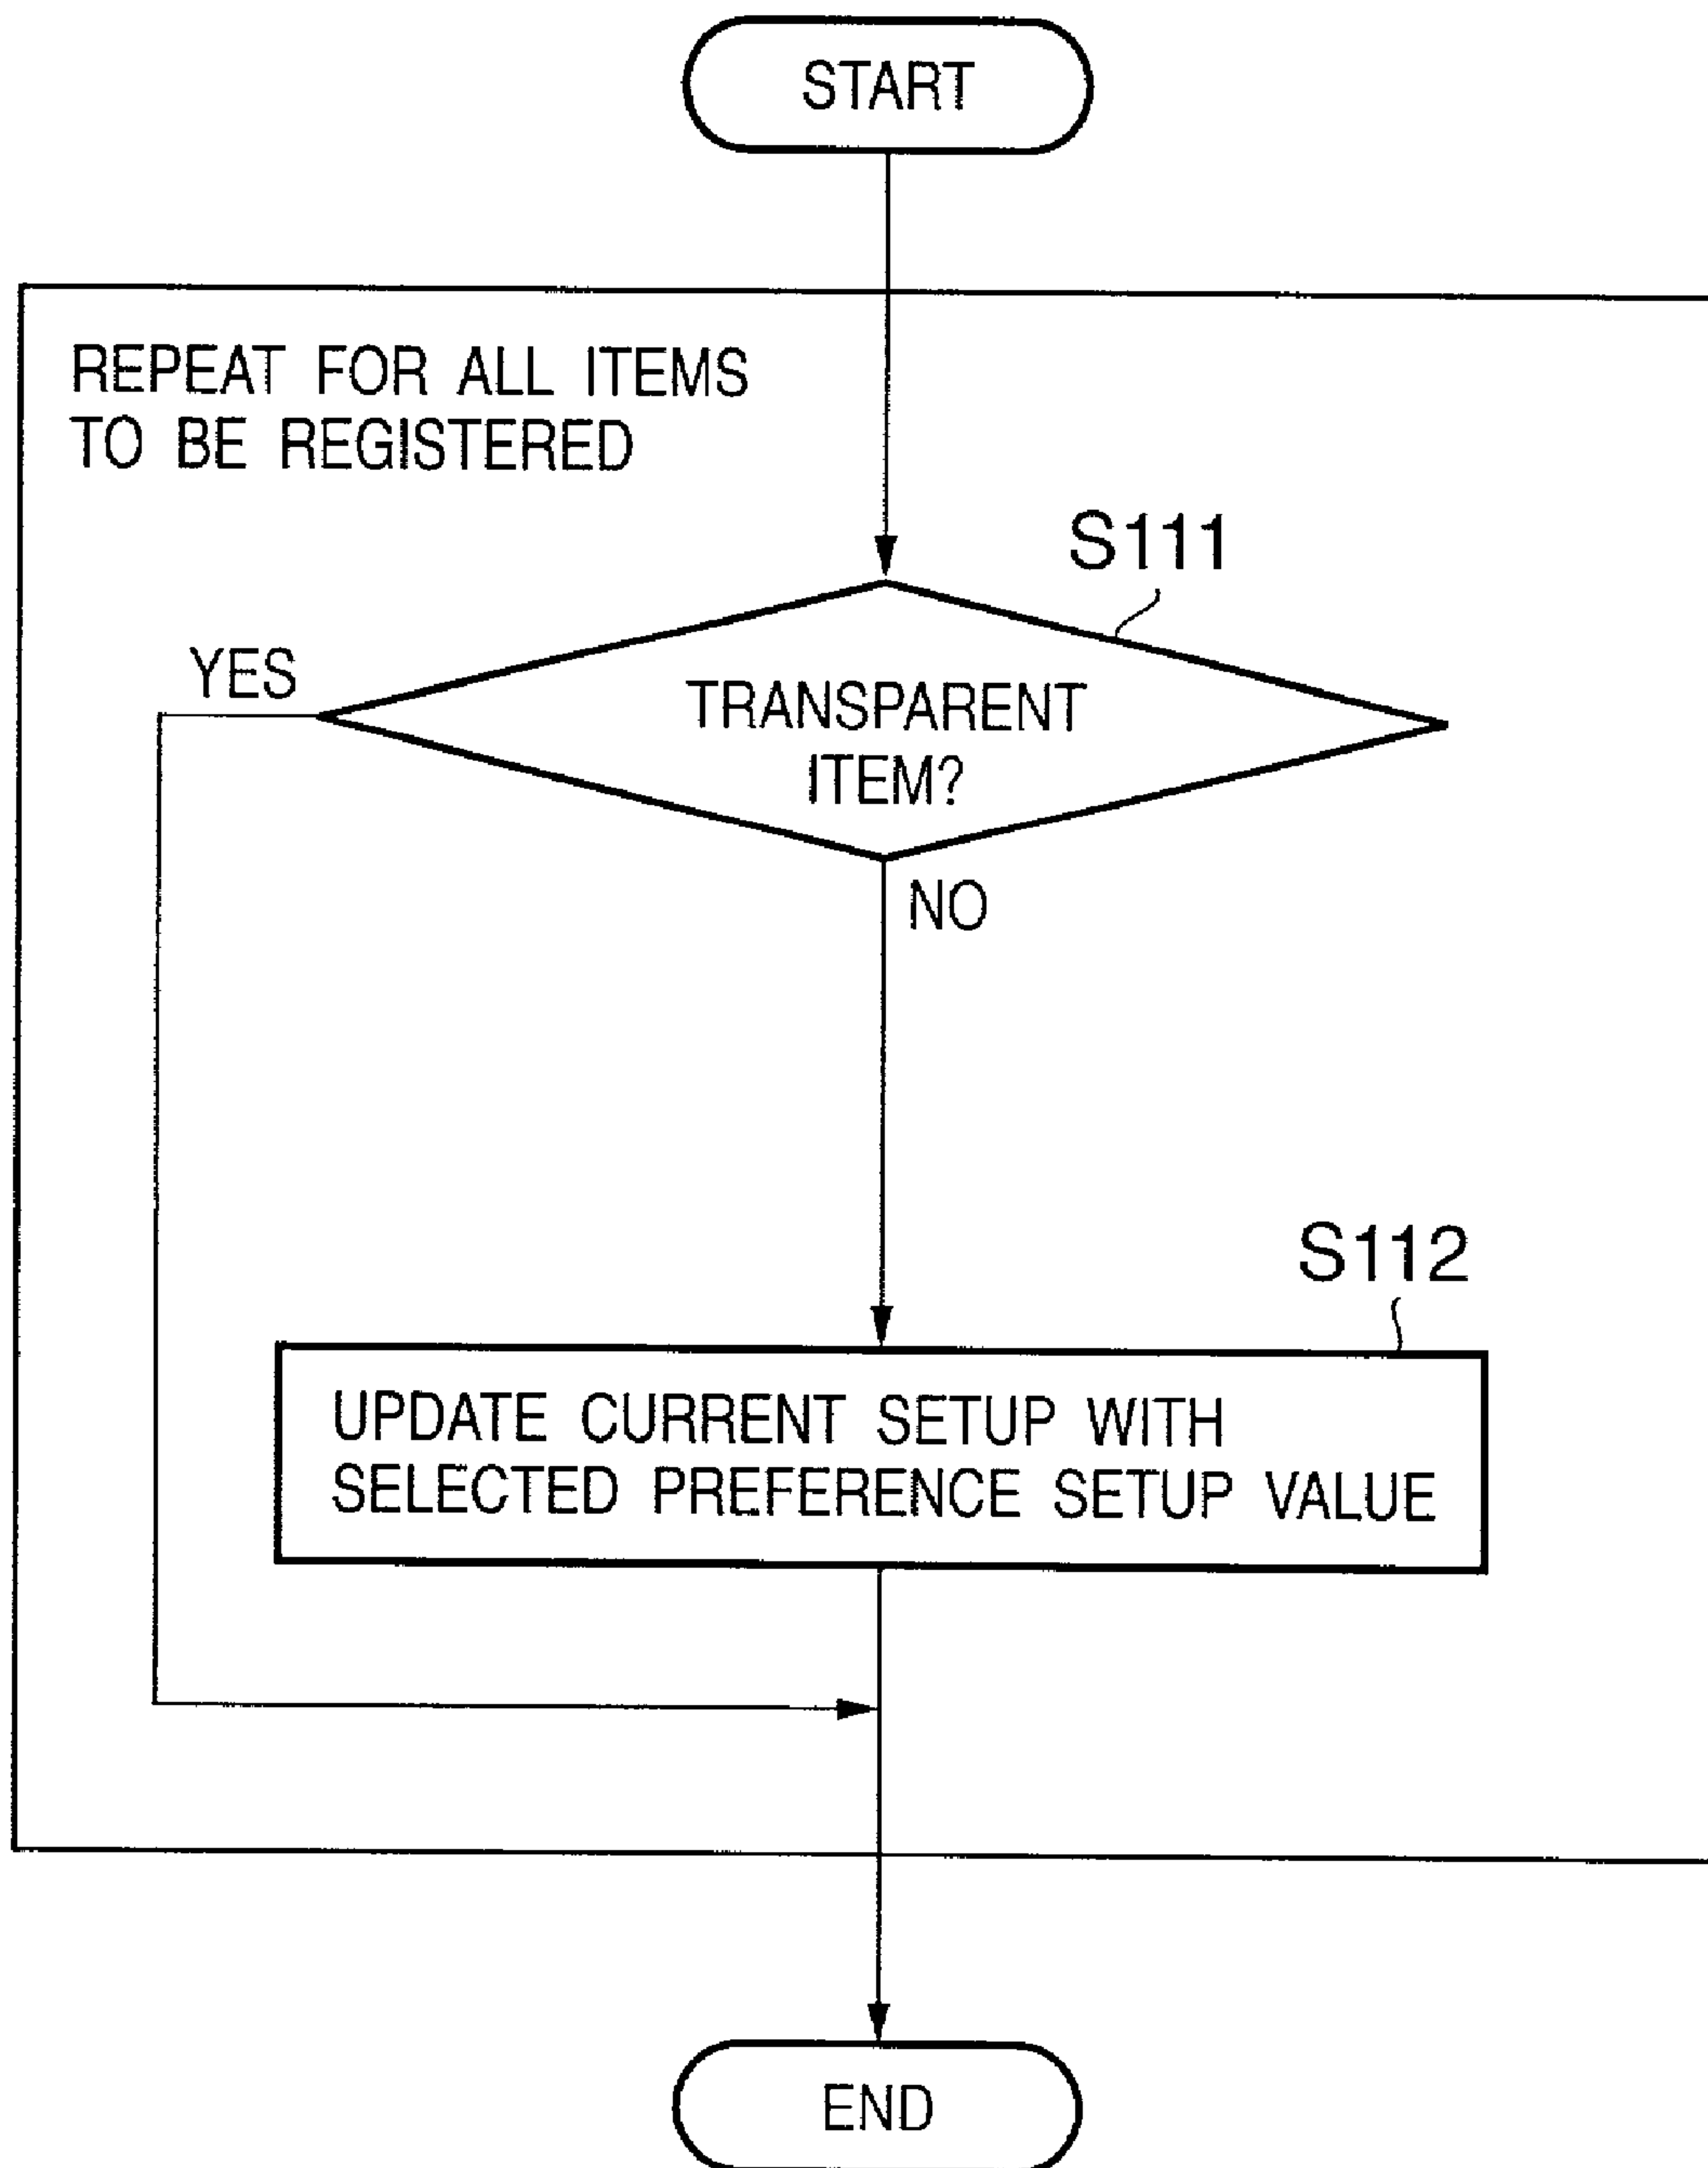 START
REPEAT FOR ALL ITEMS
TO BE REGISTERED
S111
YES
TRANSPARENT
ITEM?
NO
S112
UPDATE CURRENT SETUP WITH
SELECTED PREFERENCE SETUP VALUE
END